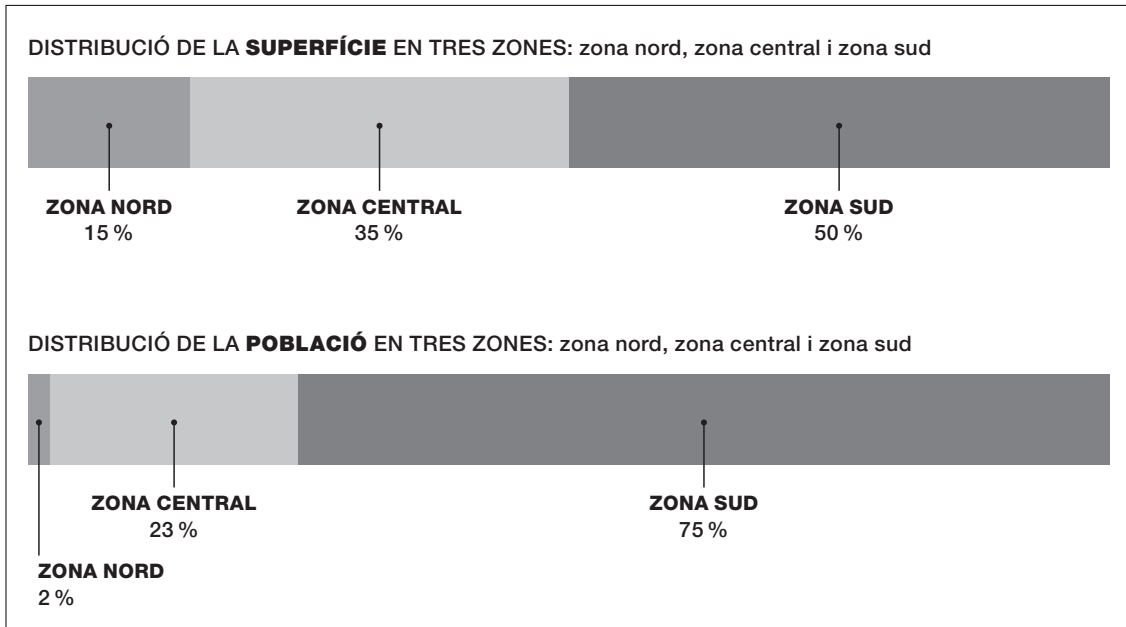 DISTRIBUCIÓ DE LA SUPERFÍCIE EN TRES ZONES: zona nord, zona central i zona sud
ZONA NORD
15 %
ZONA CENTRAL
35 %
ZONA SUD
50 %
DISTRIBUCIÓ DE LA POBLACIÓ EN TRES ZONES: zona nord, zona central i zona sud
ZONA CENTRAL
23 %
ZONA SUD
75 %
ZONA NORD
2 %